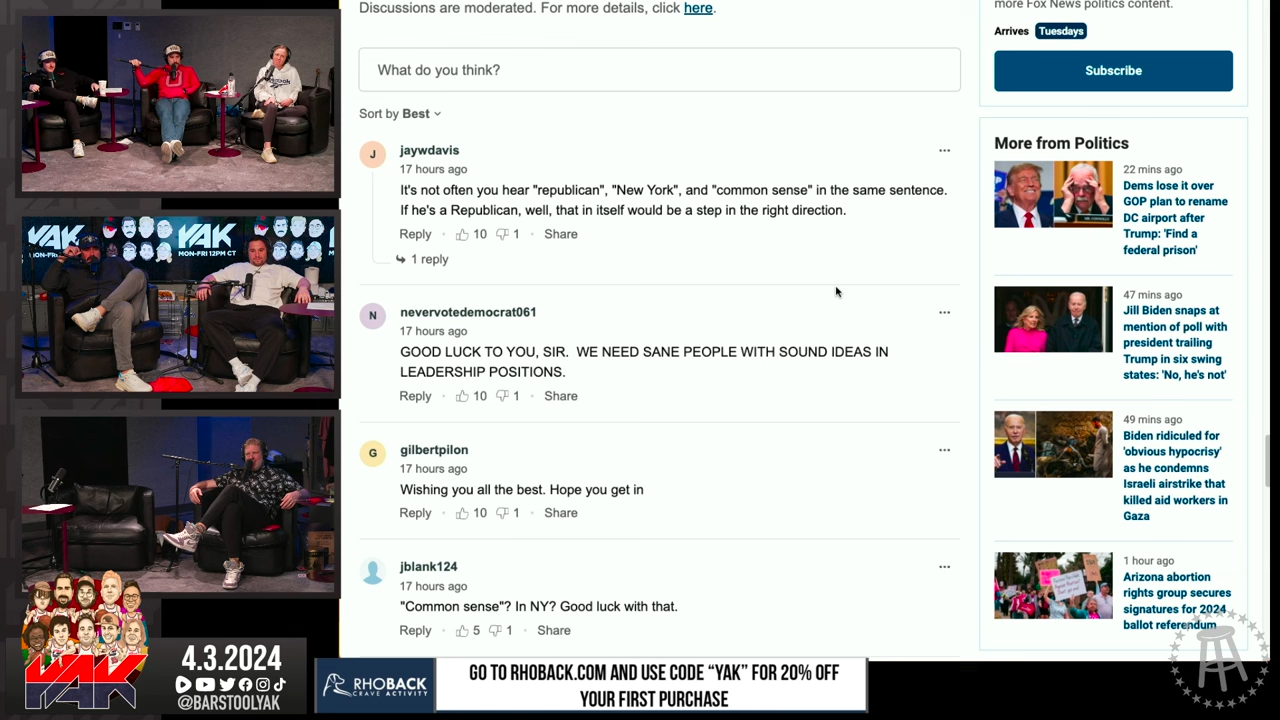 Discussions are moderated. For more details, click here.
What do you think?
Sort by Best
J
jaywdavis
17 hours ago
It's not often you hear "republican", "New York", and "common sense" in the same sentence.
If he's a Republican, well, that in itself would be a step in the right direction.
Reply 10 1 Share
1 reply
N
nevervotedemocrat061
17 hours ago
GOOD LUCK TO YOU, SIR. WE NEED SANE PEOPLE WITH SOUND IDEAS IN
LEADERSHIP POSITIONS.
Reply 10 1 Share
G
gilbertpilon
17 hours ago
Wishing you all the best. Hope you get in
Reply 10 1 Share
jblank124
17 hours ago
"Common sense"? In NY? Good luck with that.
Reply 5 1 Share
more Fox News politics content.
Arrives Tuesdays
Subscribe
More from Politics
22 mins ago
Dems lose it over
GOP plan to rename
DC airport after
Trump: 'Find a
federal prison'
47 mins ago
Jill Biden snaps at
mention of poll with
president trailing
Trump in six swing
states: 'No, he's not'
49 mins ago
Biden ridiculed for
'obvious hypocrisy'
as he condemns
Israeli airstrike that
killed aid workers in
Gaza
1 hour ago
Arizona abortion
rights group secures
signatures for 2024
ballot referendum
YAK
YAK
MON-FRI 12PM CT
YAK
4.3.2024
@BARSTOOLYAK
RHOBACK
CRAVE ACTIVITY
GO TO RHOBACK.COM AND USE CODE “YAK” FOR 20% OFF
YOUR FIRST PURCHASE